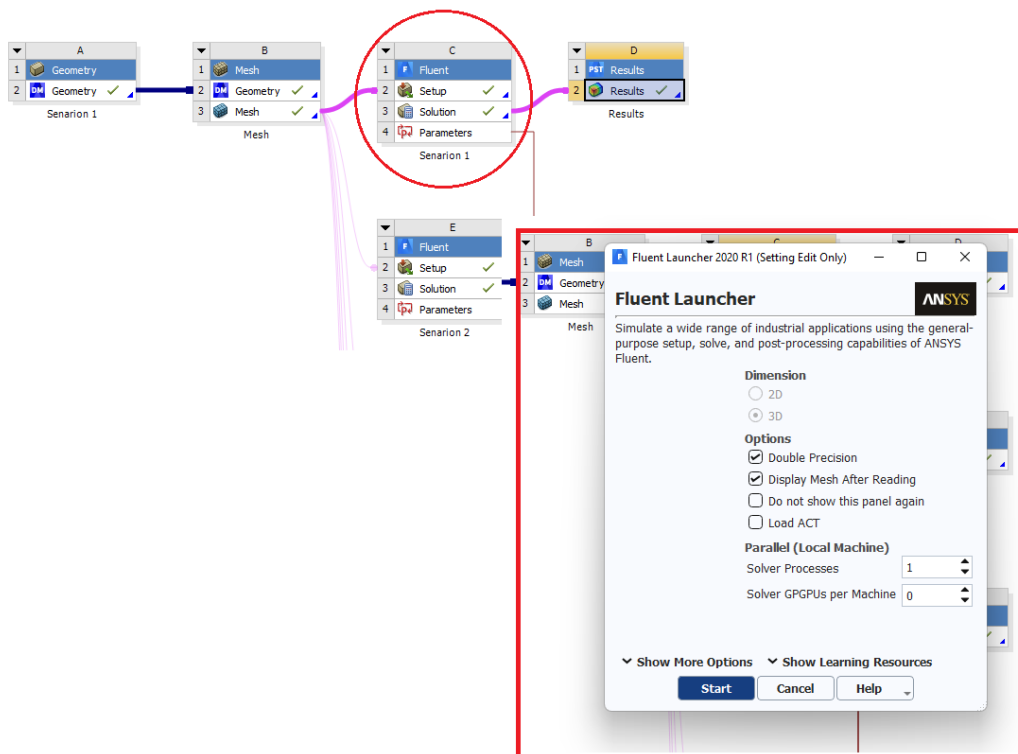 A
1 Geometry
2 DM Geometry
Senarion 1
B
1 Mesh
2 DM Geometry
3 Mesh
Mesh
C
1 F Fluent
2 Setup
3 Solution
4 Parameters
Senarion 1
D
1 PST Results
2 Results
Results
E
1 F Fluent
2 Setup
3 Solution
4 Parameters
Senarion 2
B
1 Mesh
2 DM Geometry
3 Mesh
Mesh
F Fluent Launcher 2020 R1 (Setting Edit Only)
Fluent Launcher
ANSYS
Simulate a wide range of industrial applications using the general-
purpose setup, solve, and post-processing capabilities of ANSYS
Fluent.
Dimension
2D
3D
Options
Double Precision
Display Mesh After Reading
Do not show this panel again
Load ACT
Parallel (Local Machine)
Solver Processes 1
Solver GPGPUs per Machine 0
Show More Options Show Learning Resources
Start Cancel Help